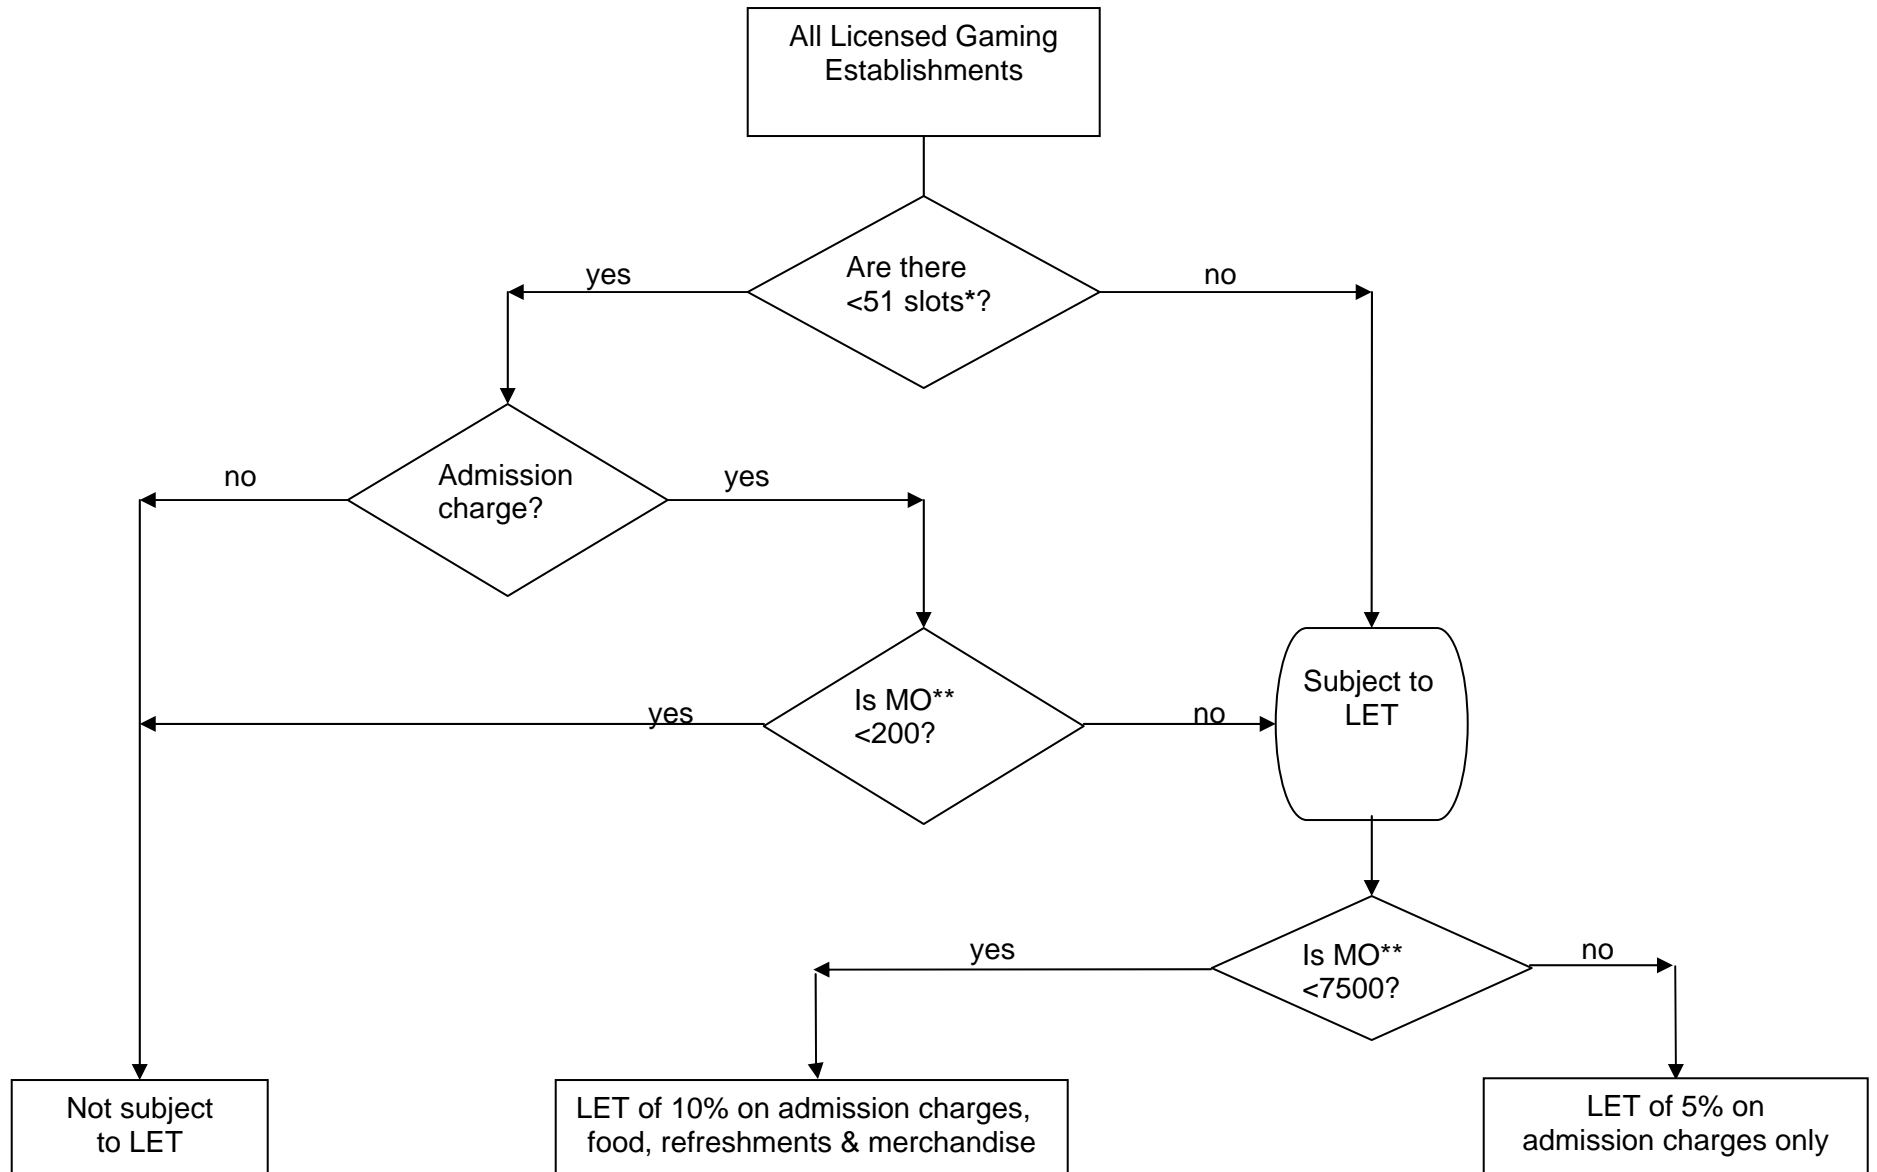 All Licensed Gaming
Establishments
yes
Are there
<51 slots*?
no
no
Admission
charge?
yes
yes
Is MO**
<200?
no
Subject to
LET
yes
Is MO**
<7500?
no
Not subject
to LET
LET of 10% on admission charges,
food, refreshments & merchandise
LET of 5% on
admission charges only